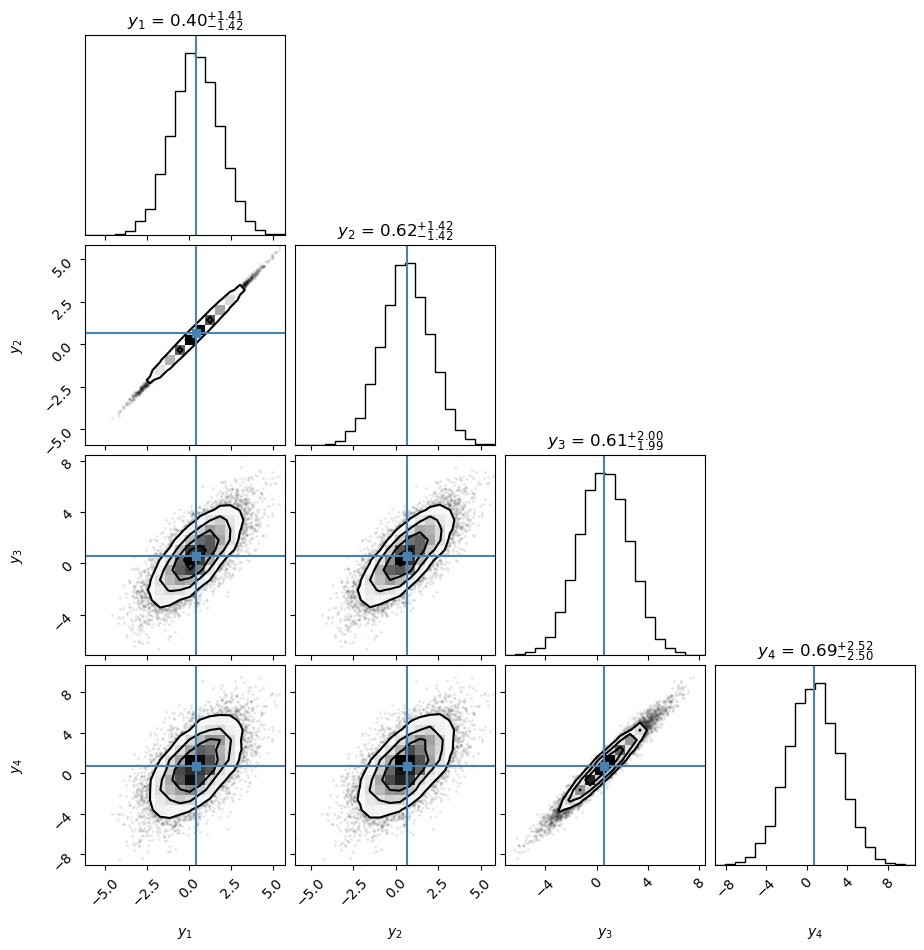 y₁ = 0.40+1.41−1.42
y₂ = 0.62+1.42−1.42
5.0
2.5
0.0
−2.5
−5.0
y₂
y₃ = 0.61+2.00−1.99
8
4
0
−4
y₃
y₄ = 0.69+2.52−2.50
8
4
0
−4
−8
y₄
−5.0 −2.5 0.0 2.5 5.0 −5.0 −2.5 0.0 2.5 5.0 −4 0 4 8 −8 −4 0 4 8
y₁ y₂ y₃ y₄